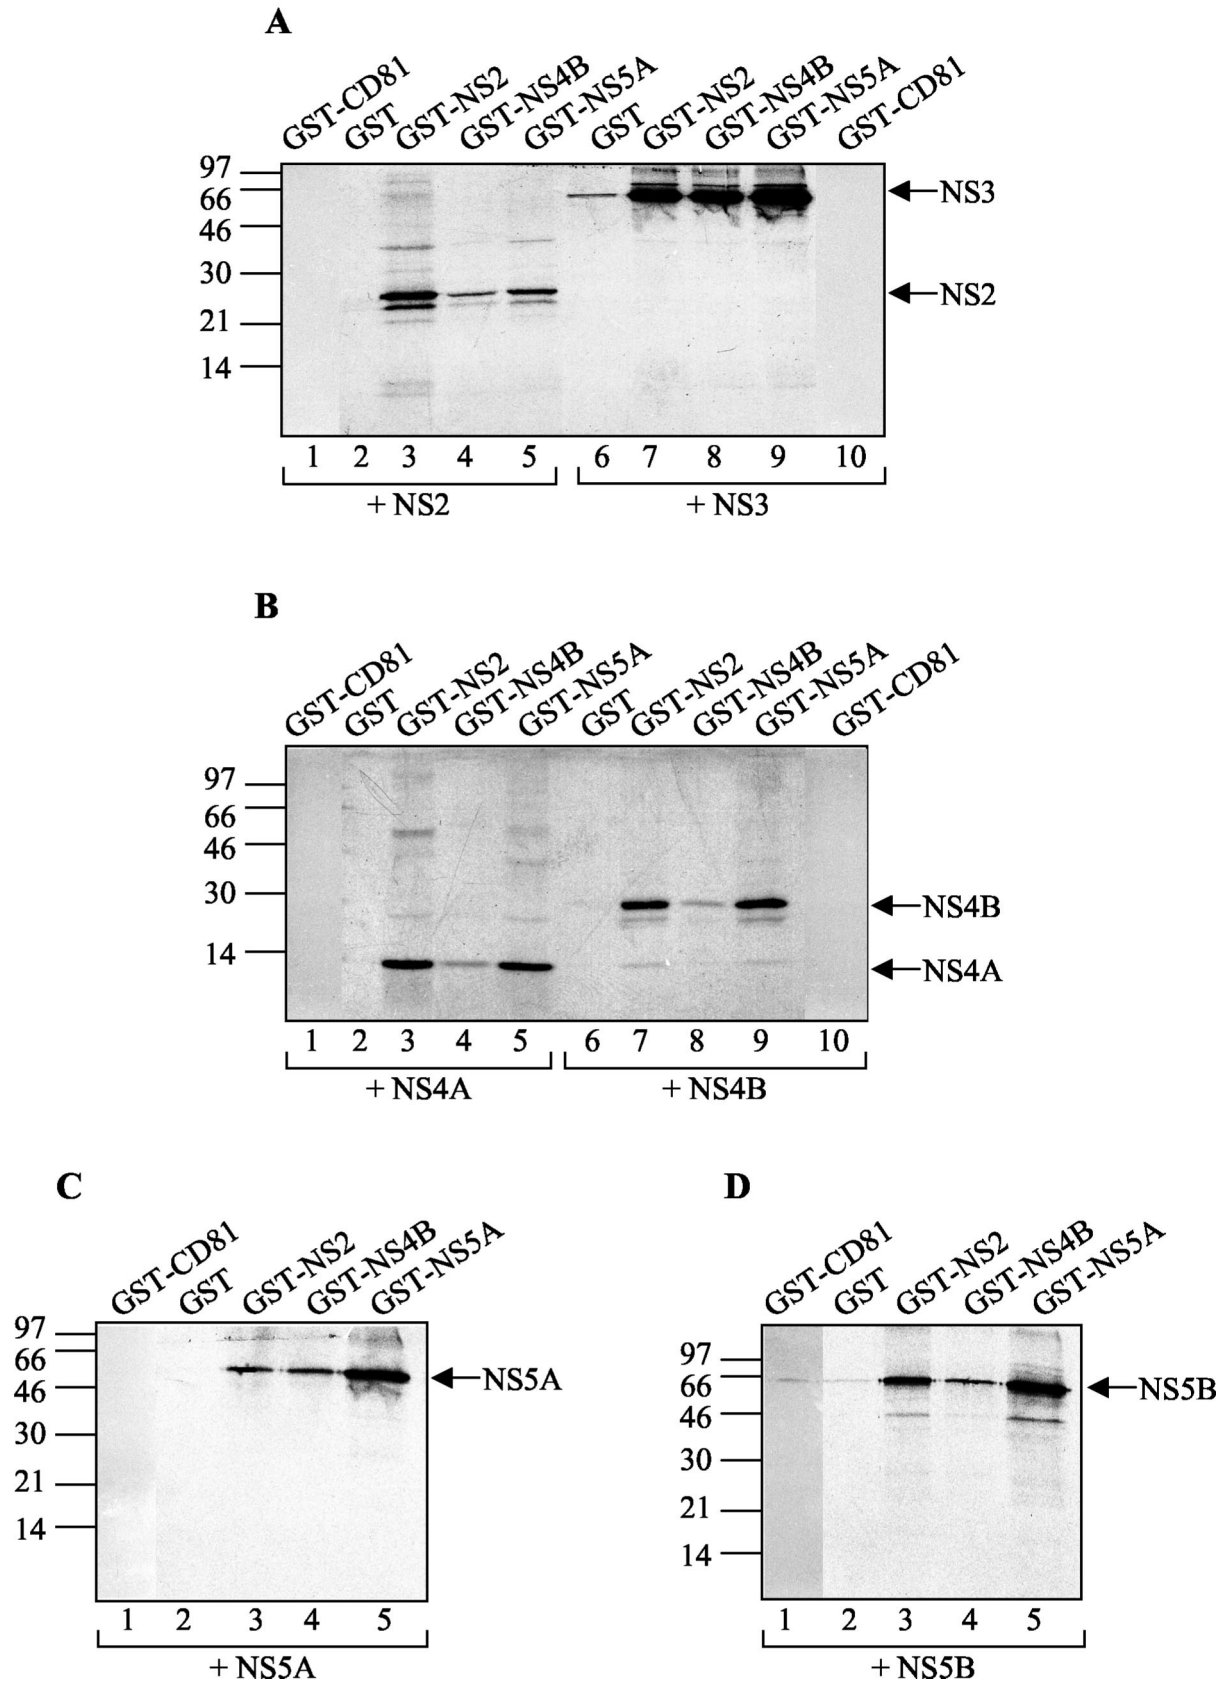 A
GST-CD81 GST GST-NS2 GST-NS4B GST-NS5A GST GST-NS2 GST-NS4B GST-NS5A GST-CD81
97
66
46
30
21
14
NS3
NS2
1 2 3 4 5 6 7 8 9 10
+ NS2 + NS3
B
GST-CD81 GST GST-NS2 GST-NS4B GST-NS5A GST GST-NS2 GST-NS4B GST-NS5A GST-CD81
97
66
46
30
14
NS4B
NS4A
1 2 3 4 5 6 7 8 9 10
+ NS4A + NS4B
C
GST-CD81 GST GST-NS2 GST-NS4B GST-NS5A
97
66
46
30
21
14
NS5A
1 2 3 4 5
+ NS5A
D
GST-CD81 GST GST-NS2 GST-NS4B GST-NS5A
97
66
46
30
21
14
NS5B
1 2 3 4 5
+ NS5B